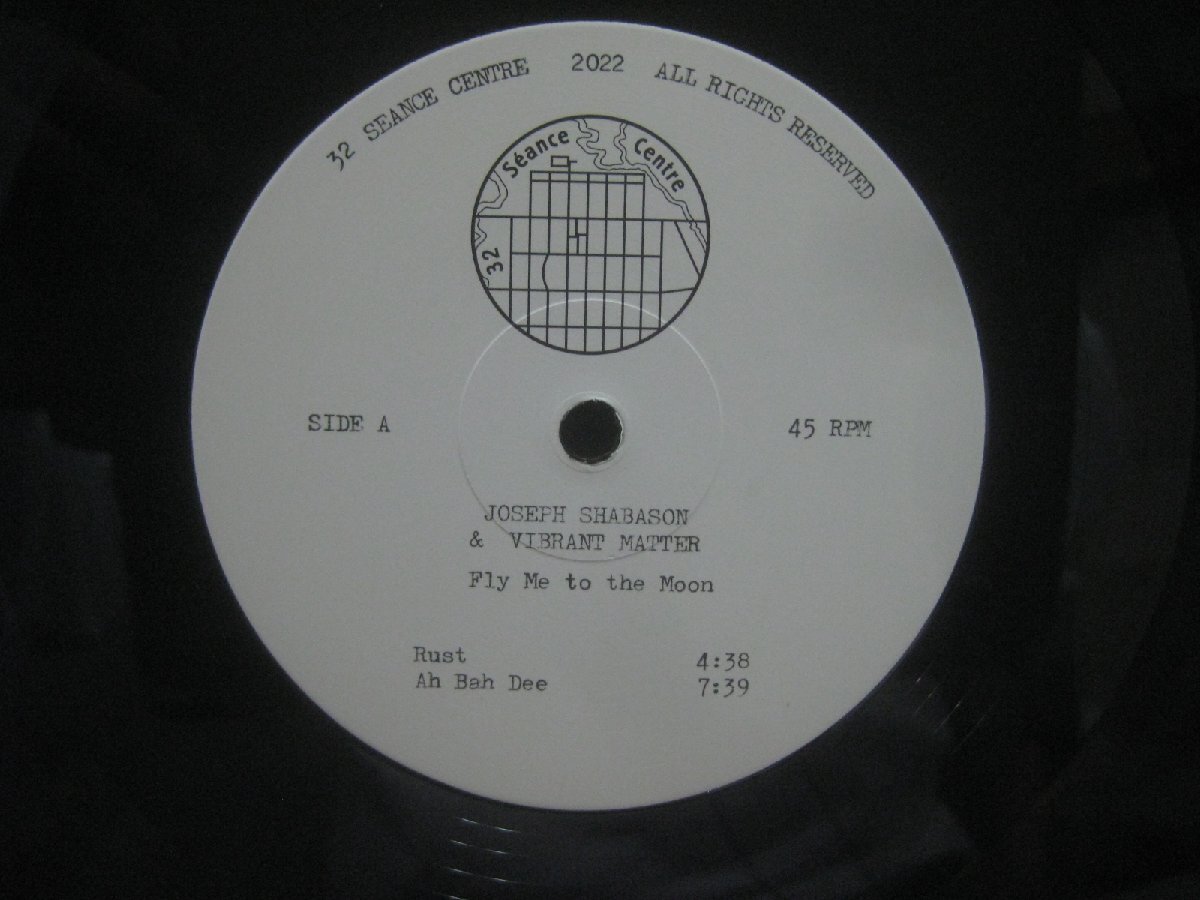 32 SEANCE CENTRE 2022 ALL RIGHTS RESERVED
Séance Centre
32
SIDE A
45 RPM
JOSEPH SHABASON
& VIBRANT MATTER
Fly Me to the Moon
Rust 4:38
Ah Bah Dee 7:39